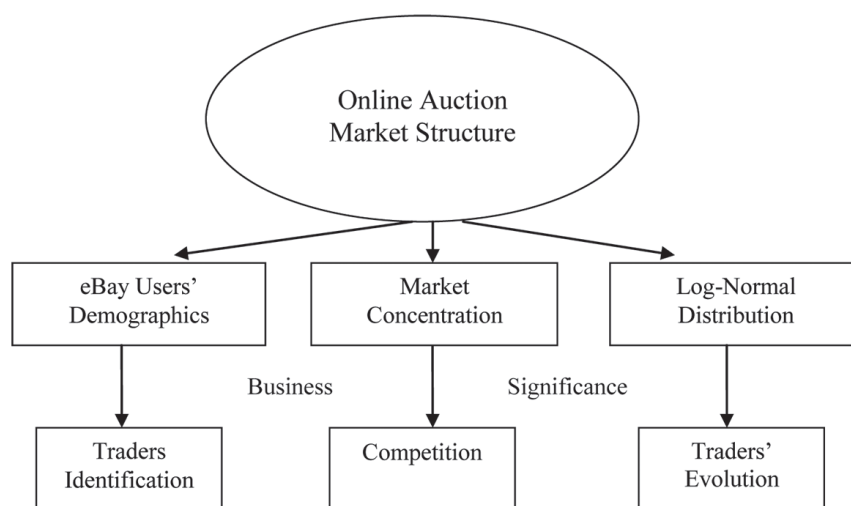 Online Auction
Market Structure
eBay Users’
Demographics
Market
Concentration
Log-Normal
Distribution
Business
Significance
Traders
Identification
Competition
Traders’
Evolution